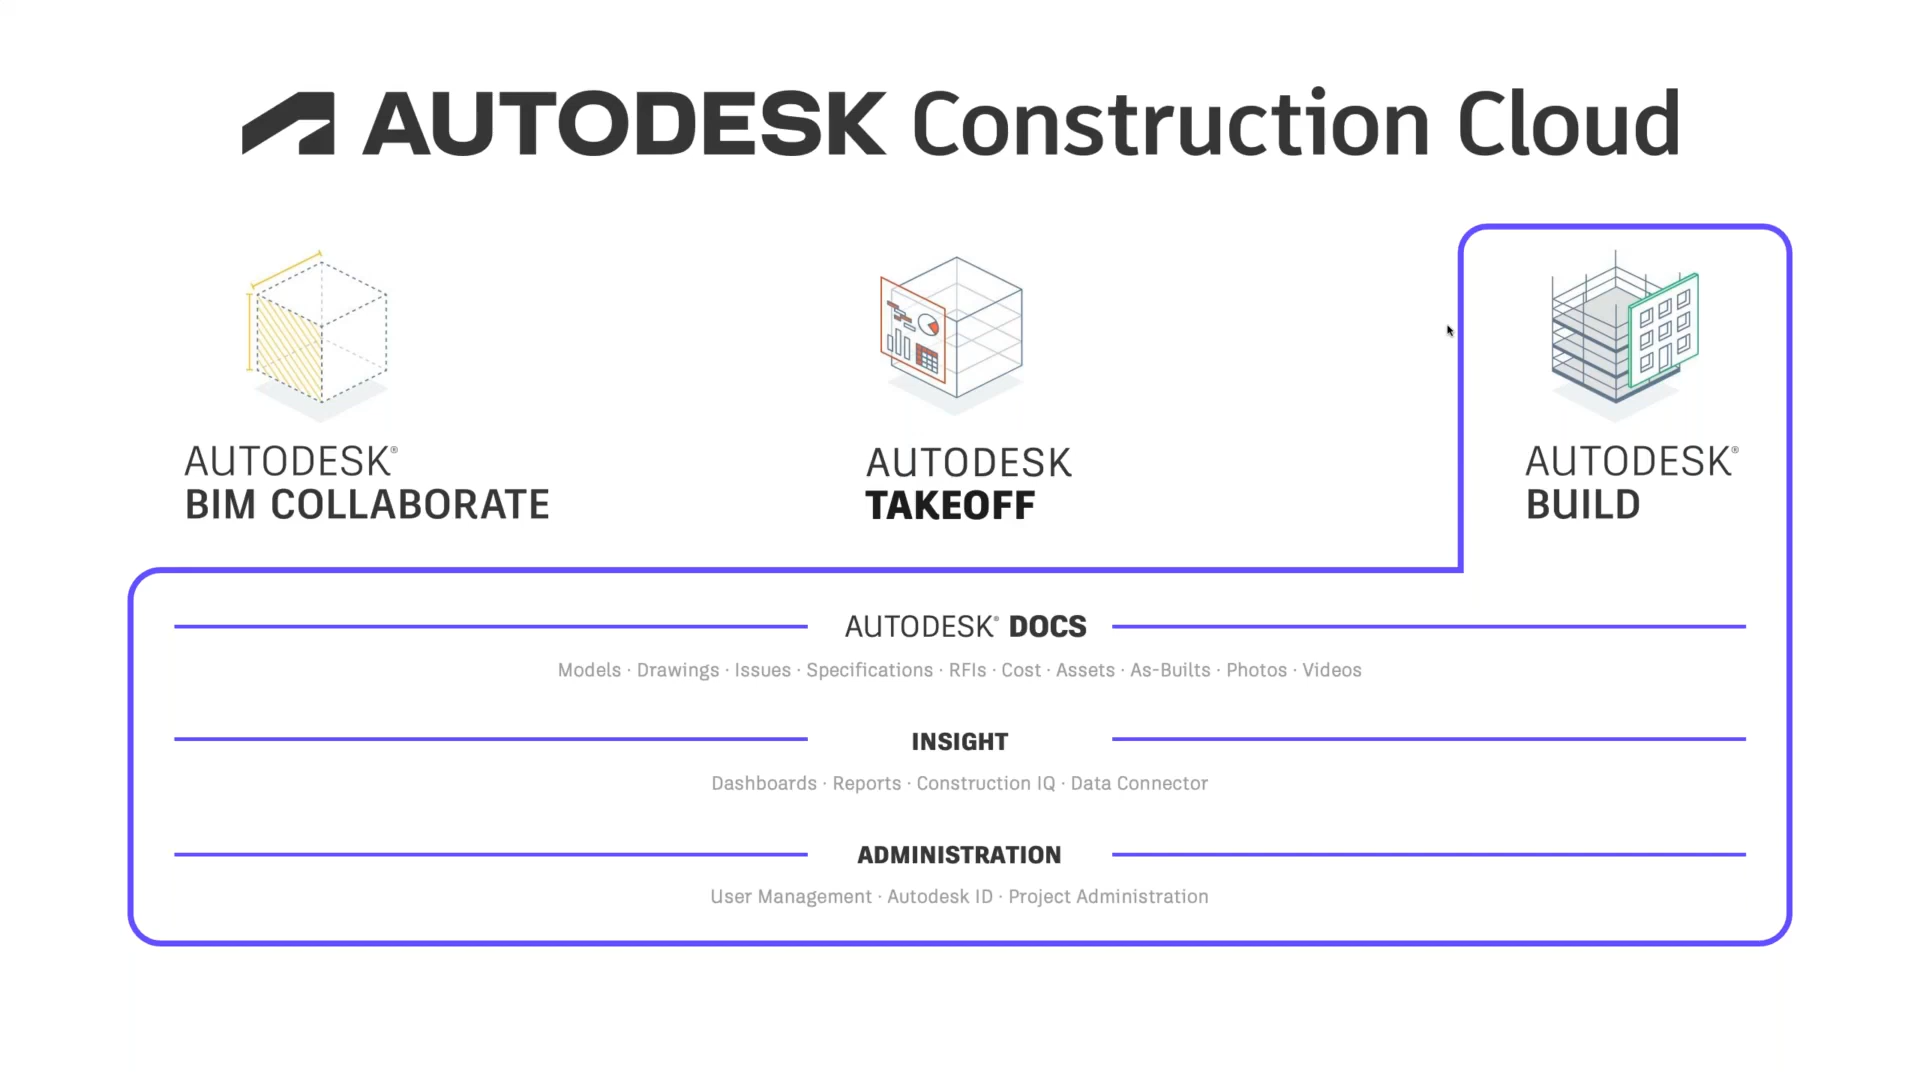 AUTODESK Construction Cloud
AUTODESK®
BIM COLLABORATE
AUTODESK
TAKEOFF
AUTODESK®
BUILD
AUTODESK® DOCS
Models · Drawings · Issues · Specifications · RFIs · Cost · Assets · As-Builts · Photos · Videos
INSIGHT
Dashboards · Reports · Construction IQ · Data Connector
ADMINISTRATION
User Management · Autodesk ID · Project Administration